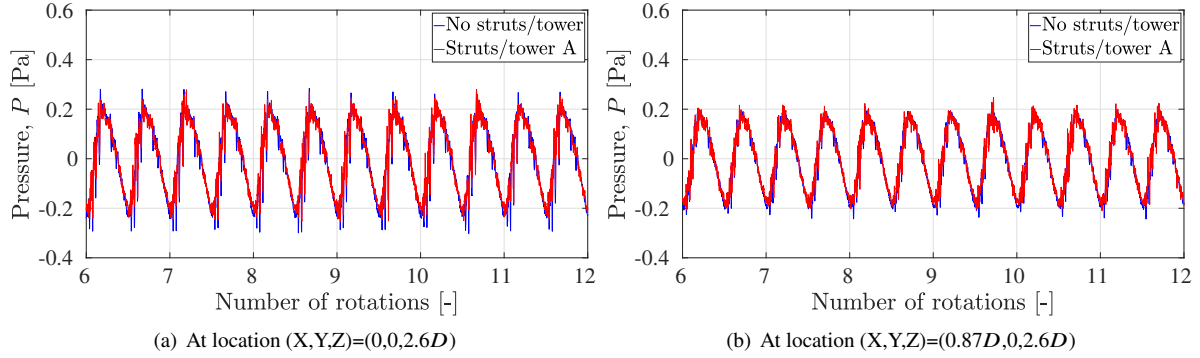 0.6
0.4
0.2
0
-0.2
-0.4
Pressure, P [Pa]
No struts/tower
Struts/tower A
6 7 8 9 10 11 12
Number of rotations [-]
(a) At location (X,Y,Z)=(0,0,2.6D)
0.6
0.4
0.2
0
-0.2
-0.4
Pressure, P [Pa]
No struts/tower
Struts/tower A
6 7 8 9 10 11 12
Number of rotations [-]
(b) At location (X,Y,Z)=(0.87D,0,2.6D)